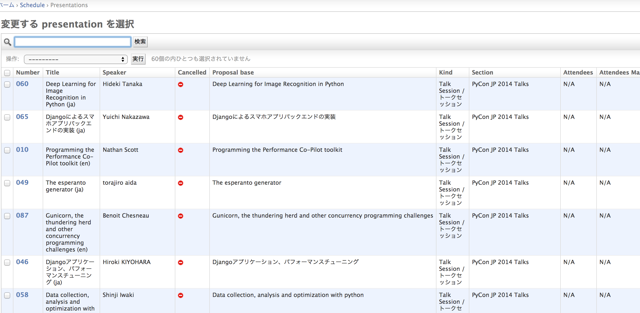 ホーム › Schedule › Presentations
変更する presentation を選択
検索
操作: --------- 実行 60個の内ひとつも選択されていません
Number Title Speaker Cancelled Proposal base Kind Section Attendees Attendees Ma
060 Deep Learning for Hideki Tanaka Deep Learning for Image Recognition in Python Talk PyCon JP 2014 Talks N/A N/A
Image Session /
Recognition in トークセ
Python (ja) ッション
065 Djangoによるスマ Yuichi Nakazawa Djangoによるスマホアプリバックエンドの実装 Talk PyCon JP 2014 Talks N/A N/A
ホアプリバックエ Session /
ンドの実装 (ja) トークセ
ッション
010 Programming the Nathan Scott Programming the Performance Co-Pilot toolkit Talk PyCon JP 2014 Talks N/A N/A
Performance Co- Session /
Pilot toolkit (en) トークセ
ッション
049 The esperanto torajiro aida The esperanto generator Talk PyCon JP 2014 Talks N/A N/A
generator (ja) Session /
トークセ
ッション
087 Gunicorn, the Benoit Chesneau Gunicorn, the thundering herd and other concurrency programming challenges Talk PyCon JP 2014 Talks N/A N/A
thundering herd Session /
and other トークセ
concurrency ッション
programming
challenges (en)
046 Djangoアプリケー Hiroki KIYOHARA Djangoアプリケーション、パフォーマンスチューニング Talk PyCon JP 2014 Talks N/A N/A
ション、パフォー Session /
マンスチューニン トークセ
グ (ja) ッション
058 Data collection, Shinji Iwaki Data collection, analysis and optimization with python Talk PyCon JP 2014 Talks N/A N/A
analysis and Session /
optimization with トークセ